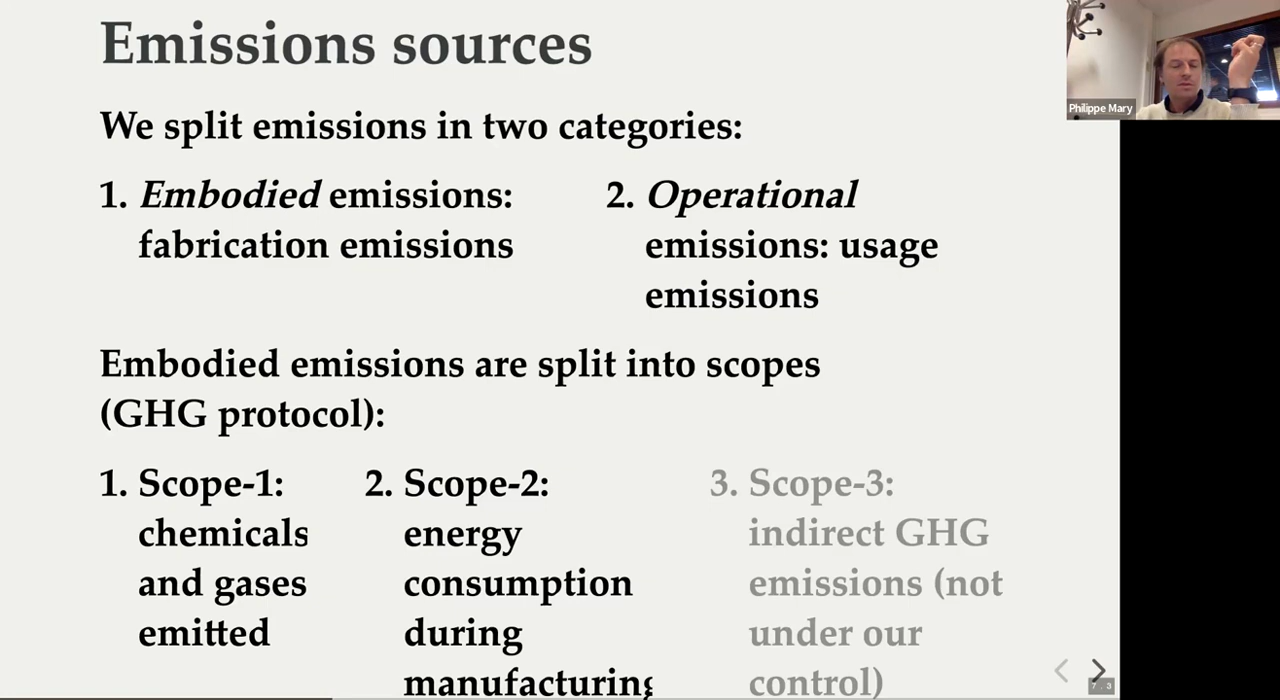 Emissions sources
Philippe Mary
We split emissions in two categories:
1. Embodied emissions:
fabrication emissions
2. Operational
emissions: usage
emissions
Embodied emissions are split into scopes
(GHG protocol):
1. Scope-1:
chemicals
and gases
emitted
2. Scope-2:
energy
consumption
during
manufacturing
3. Scope-3:
indirect GHG
emissions (not
under our
control)
7.3